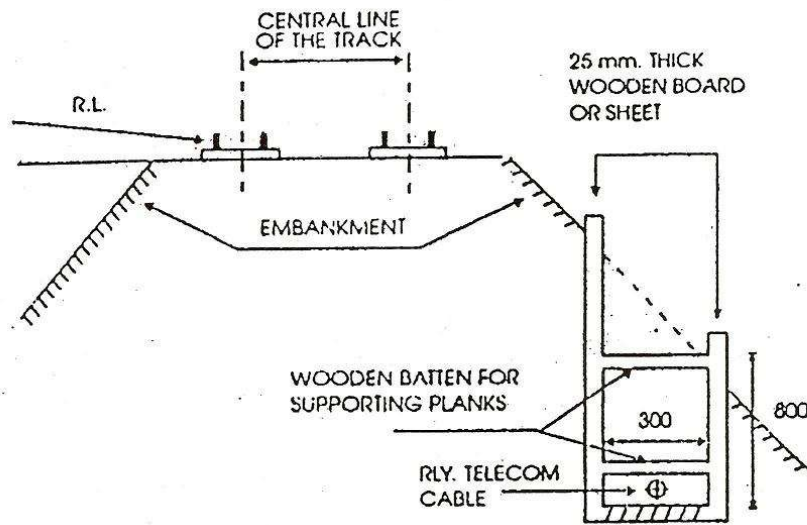 CENTRAL LINE
OF THE TRACK
25 mm. THICK
WOODEN BOARD
OR SHEET
R.L.
EMBANKMENT
WOODEN BATTEN FOR
SUPPORTING PLANKS
300
800
RLY. TELECOM
CABLE